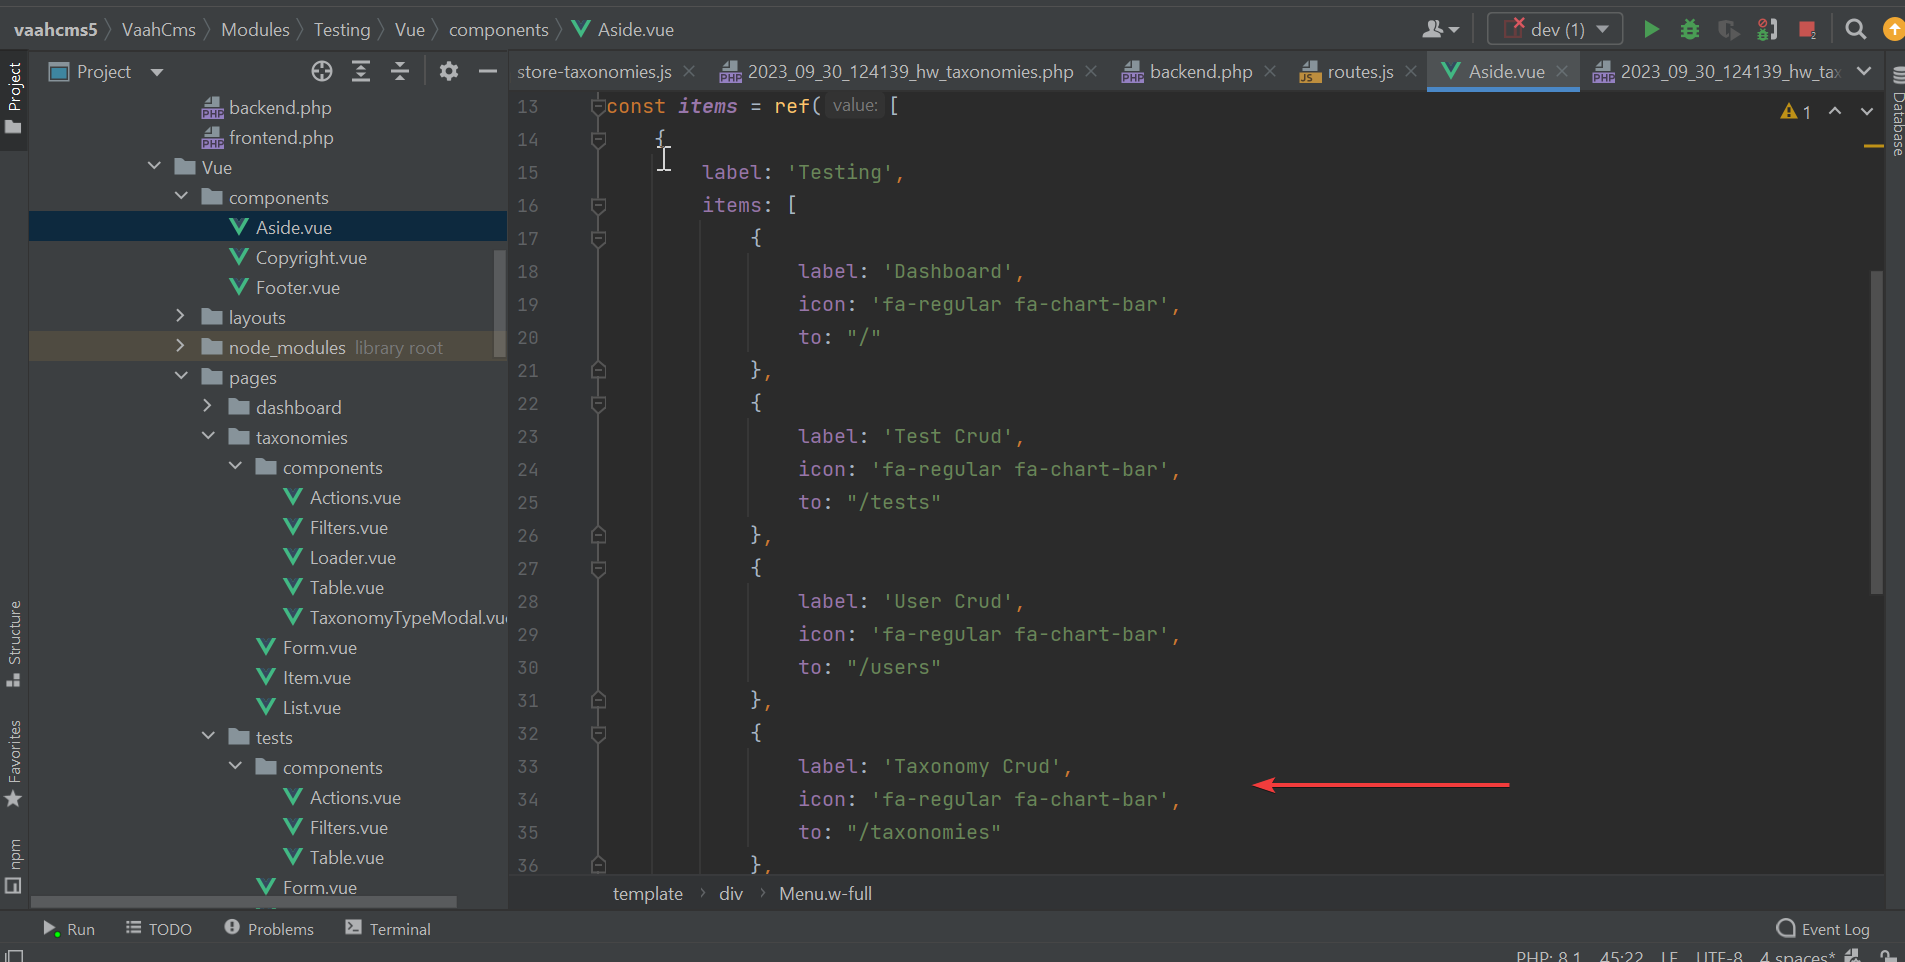 vaahcms5 VaahCms Modules Testing Vue components Aside.vue
dev (1)
Project
store-taxonomies.js 2023_09_30_124139_hw_taxonomies.php backend.php routes.js Aside.vue 2023_09_30_124139_hw_tax
Project
Structure
Favorites
npm
backend.php
frontend.php
Vue
components
Aside.vue
Copyright.vue
Footer.vue
layouts
node_modules library root
pages
dashboard
taxonomies
components
Actions.vue
Filters.vue
Loader.vue
Table.vue
TaxonomyTypeModal.vu
Form.vue
Item.vue
List.vue
tests
components
Actions.vue
Filters.vue
Table.vue
Form.vue
13 const items = ref( value: [
14 {
15 label: 'Testing',
16 items: [
17 {
18 label: 'Dashboard',
19 icon: 'fa-regular fa-chart-bar',
20 to: "/"
21 },
22 {
23 label: 'Test Crud',
24 icon: 'fa-regular fa-chart-bar',
25 to: "/tests"
26 },
27 {
28 label: 'User Crud',
29 icon: 'fa-regular fa-chart-bar',
30 to: "/users"
31 },
32 {
33 label: 'Taxonomy Crud',
34 icon: 'fa-regular fa-chart-bar',
35 to: "/taxonomies"
36 },
1
Database
template div Menu.w-full
Run TODO Problems Terminal Event Log
PHP: 8.1 45:22 LF UTF-8 4 spaces*